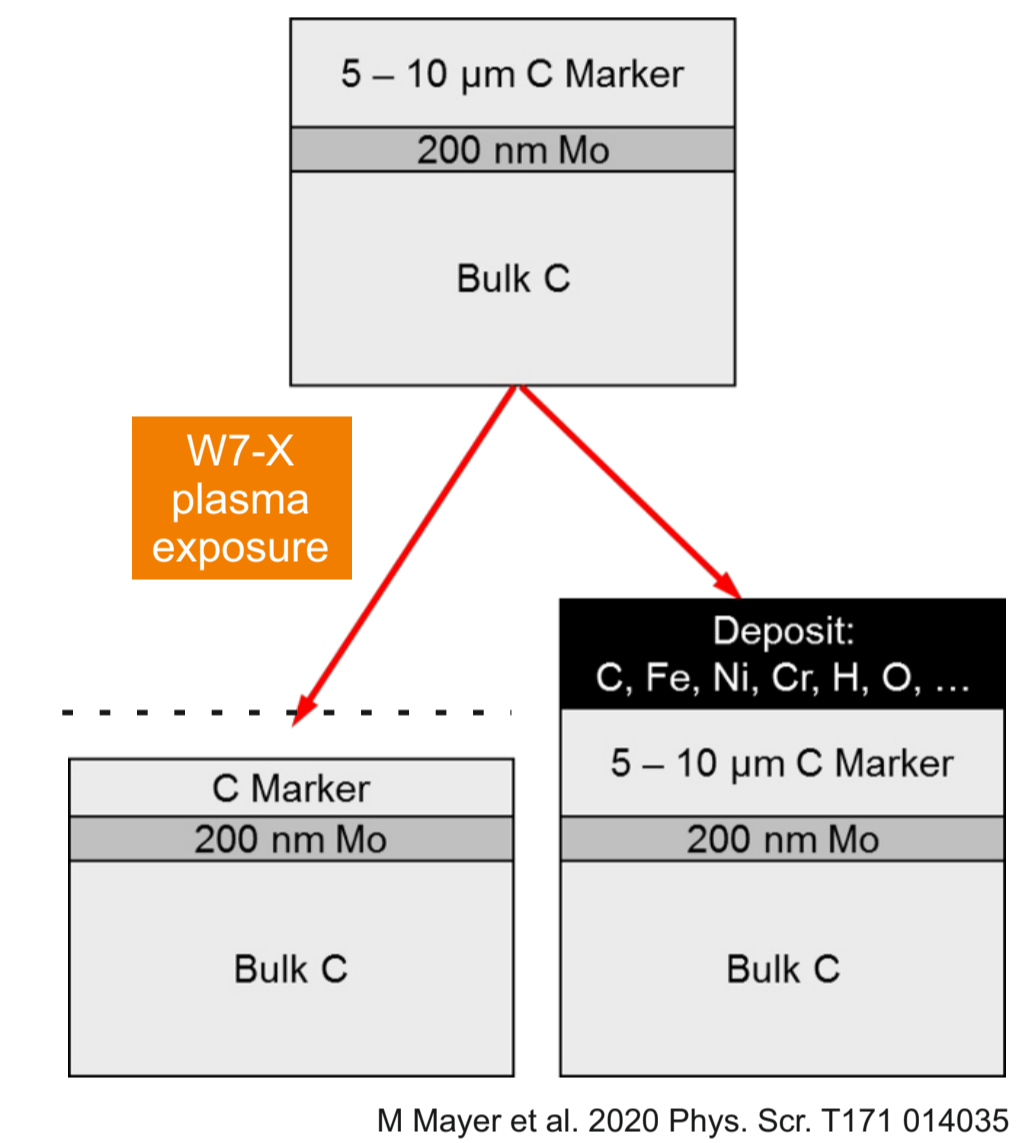 5 – 10 µm C Marker
200 nm Mo
Bulk C
W7-X
plasma
exposure
Deposit:
C, Fe, Ni, Cr, H, O, …
C Marker
200 nm Mo
Bulk C
5 – 10 µm C Marker
200 nm Mo
Bulk C
M Mayer et al. 2020 Phys. Scr. T171 014035